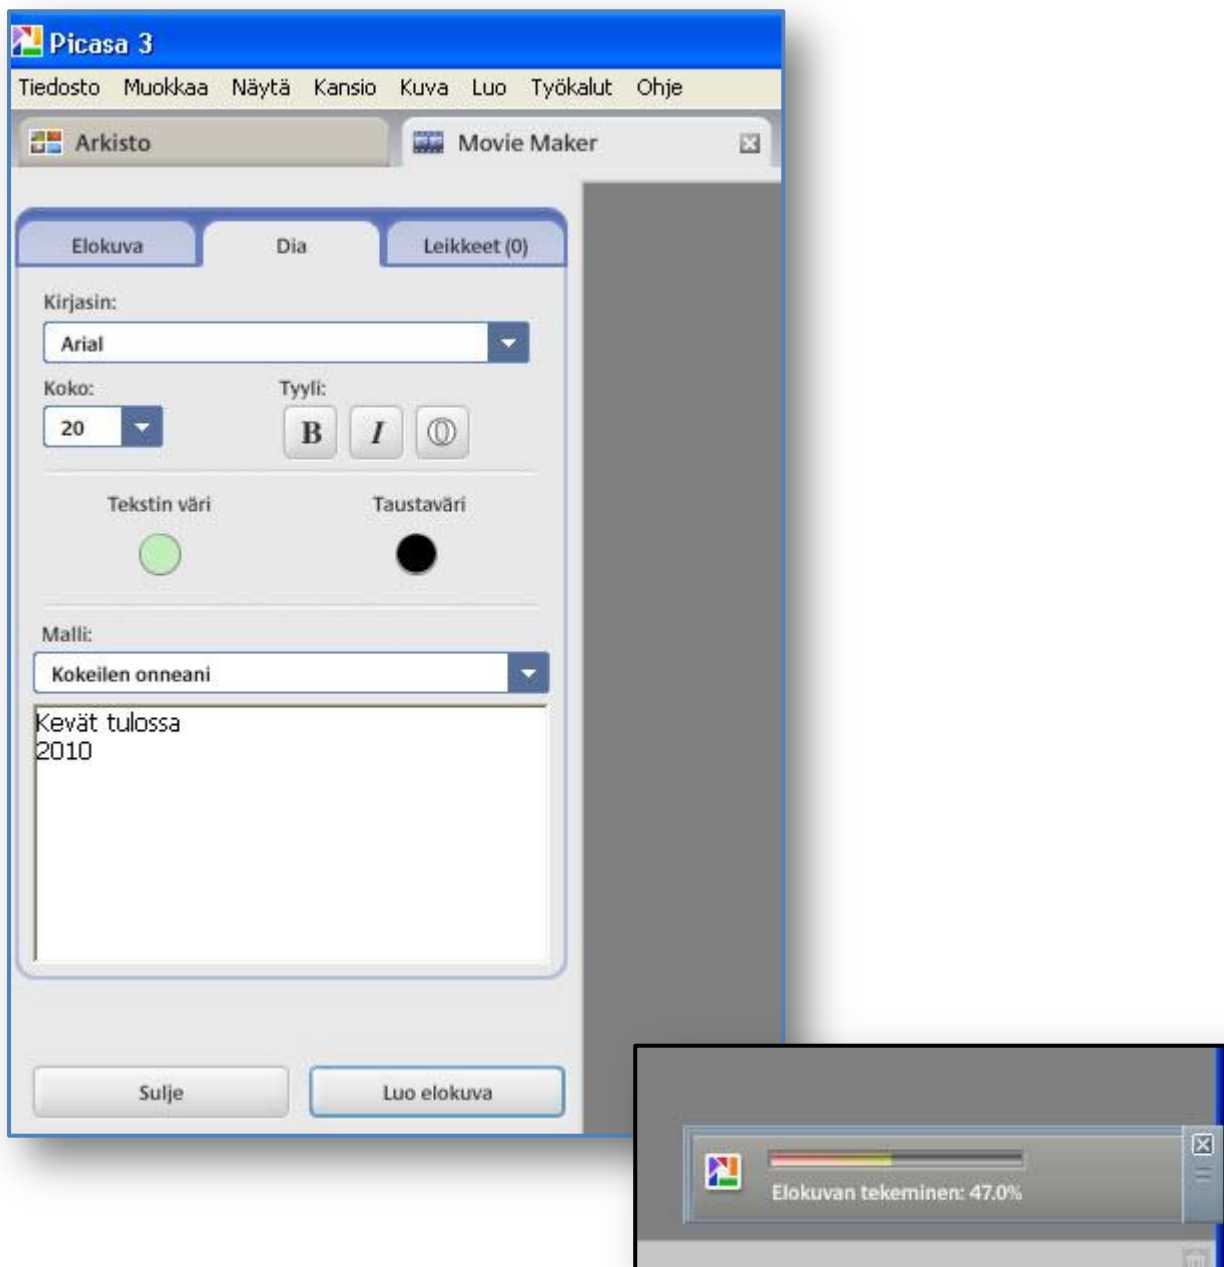 Picasa 3
Tiedosto Muokkaa Näytä Kansio Kuva Luo Työkalut Ohje
Arkisto Movie Maker
Elokuva Dia Leikkeet (0)
Kirjasin:
Arial
Koko: Tyyli:
20 B I O
Tekstin väri Taustaväri
Malli:
Kokeilen onneani
Kevät tulossa
2010
Sulje Luo elokuva
Elokuvan tekeminen: 47.0%